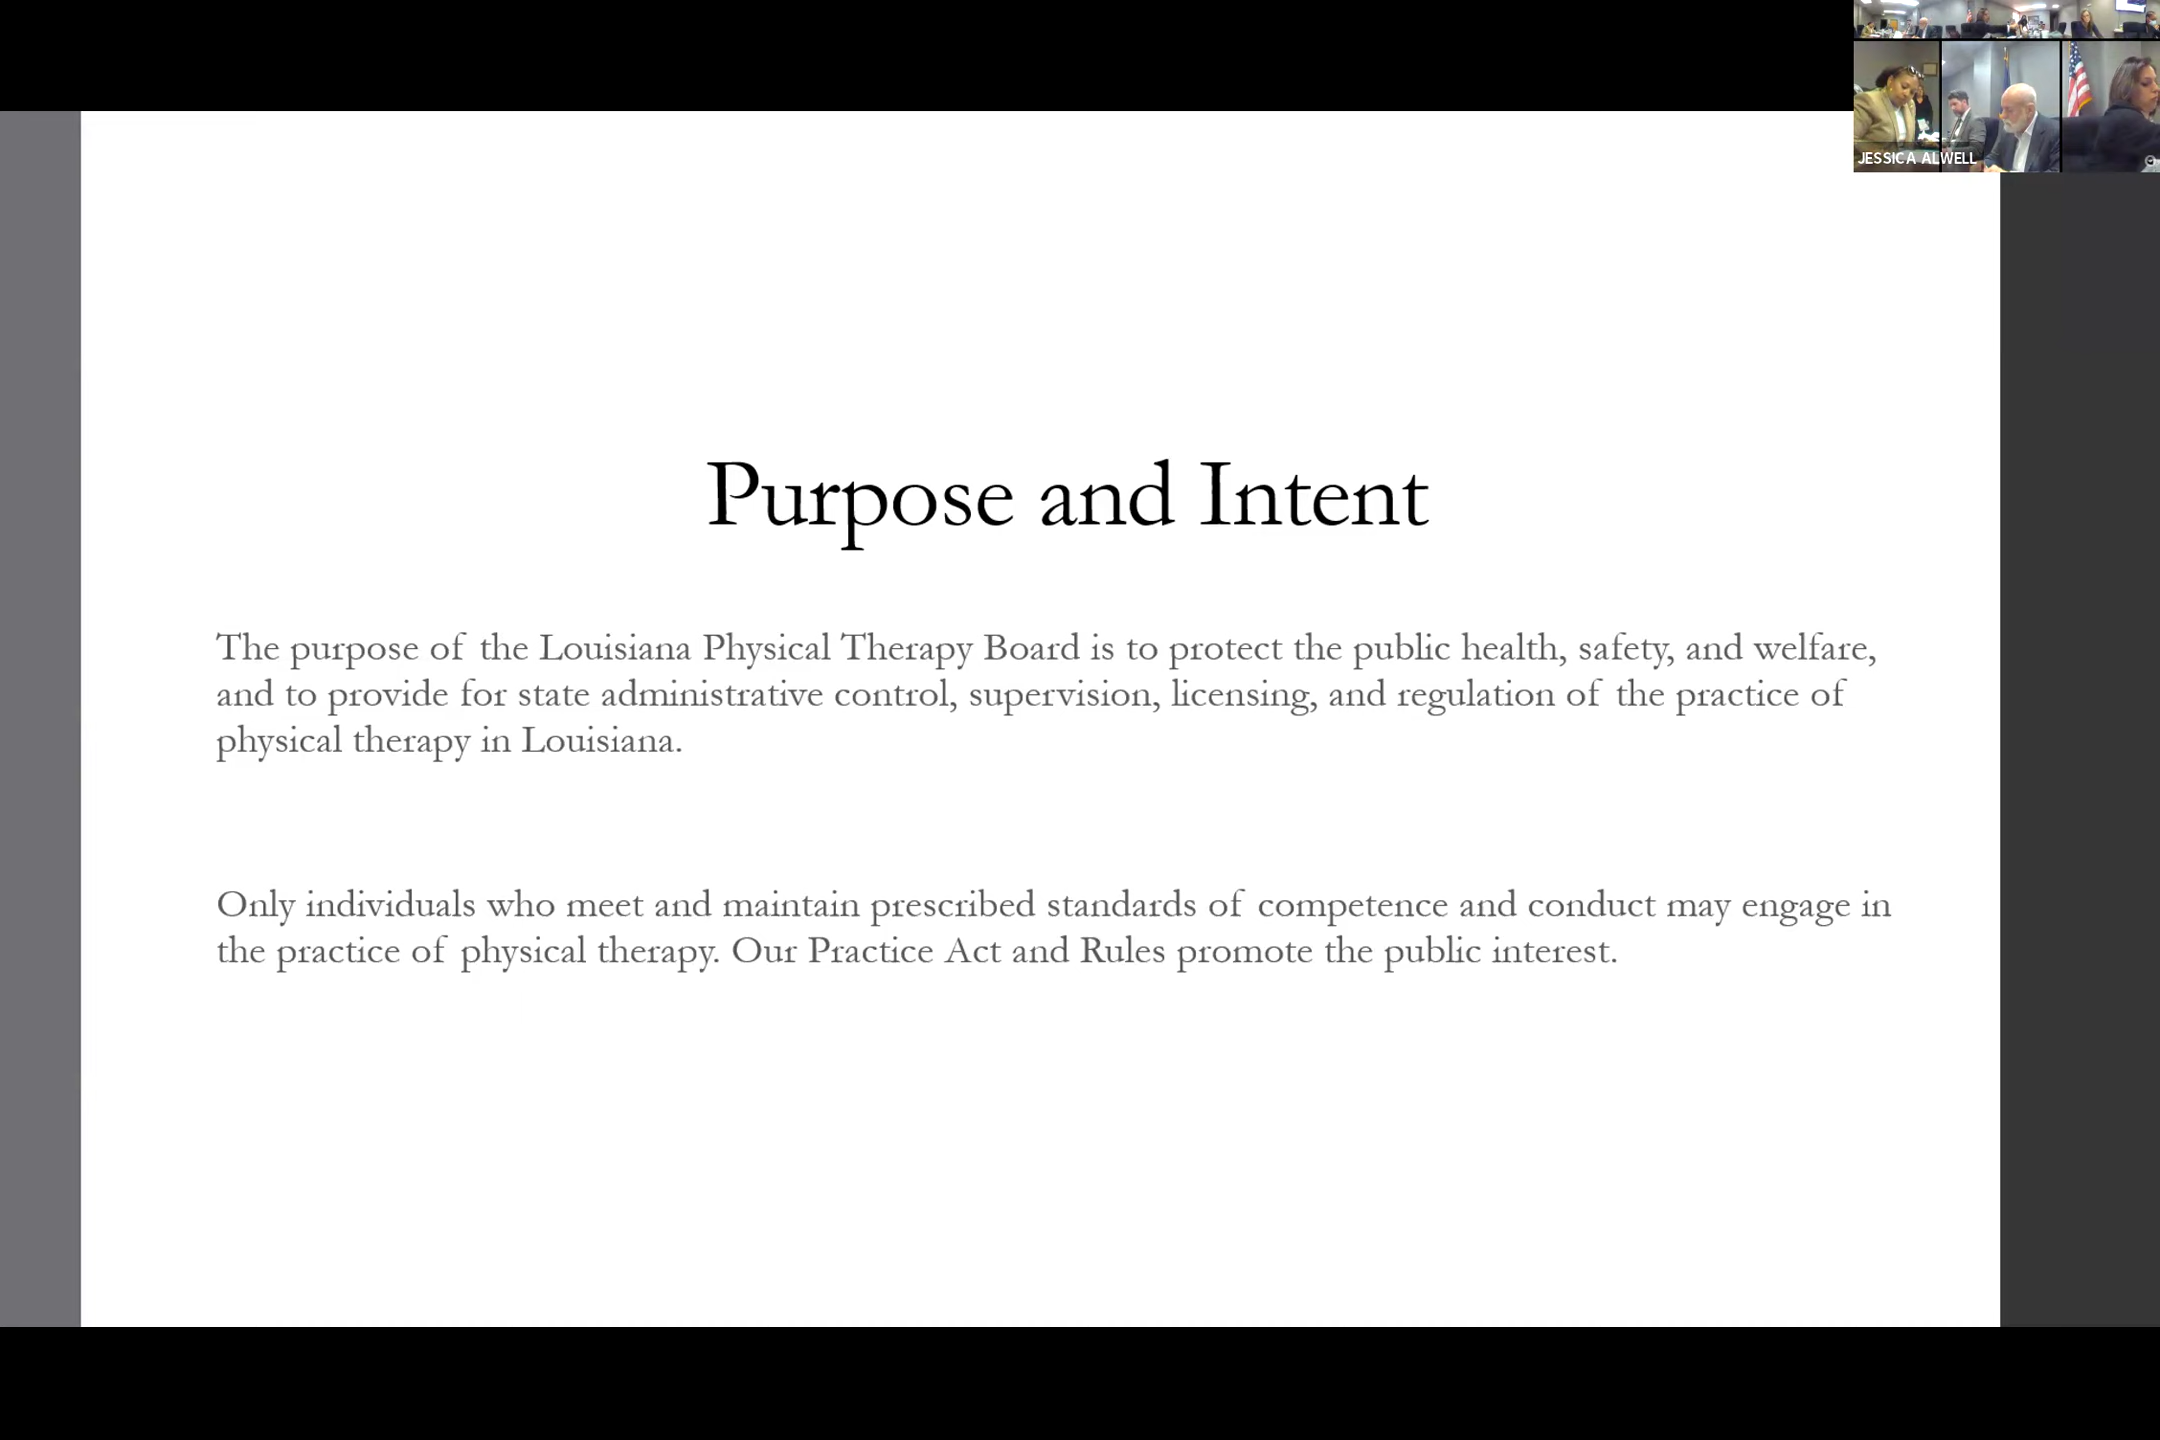 JESSICA ALWELL
Purpose and Intent
The purpose of the Louisiana Physical Therapy Board is to protect the public health, safety, and welfare,
and to provide for state administrative control, supervision, licensing, and regulation of the practice of
physical therapy in Louisiana.
Only individuals who meet and maintain prescribed standards of competence and conduct may engage in
the practice of physical therapy. Our Practice Act and Rules promote the public interest.